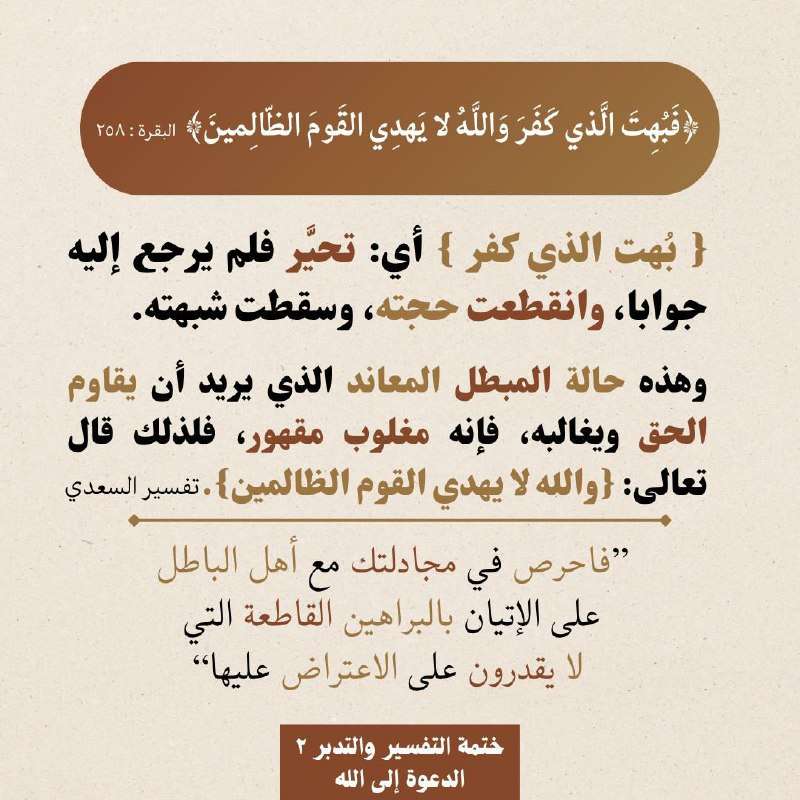 ﴿فَبُهِتَ الَّذي كَفَرَ وَاللَّهُ لا يَهدِي القَومَ الظّالِمينَ﴾ البقرة : ٢٥٨
{ بُهت الذي كفر } أي: تحيَّر فلم يرجع إليه
جوابا، وانقطعت حجته، وسقطت شبهته.
وهذه حالة المبطل المعاند الذي يريد أن يقاوم
الحق ويغالبه، فإنه مغلوب مقهور، فلذلك قال
تعالى: {والله لا يهدي القوم الظالمين}. تفسير السعدي
”فاحرص في مجادلتك مع أهل الباطل
على الإتيان بالبراهين القاطعة التي
لا يقدرون على الاعتراض عليها“
ختمة التفسير والتدبر ٢
الدعوة إلى الله